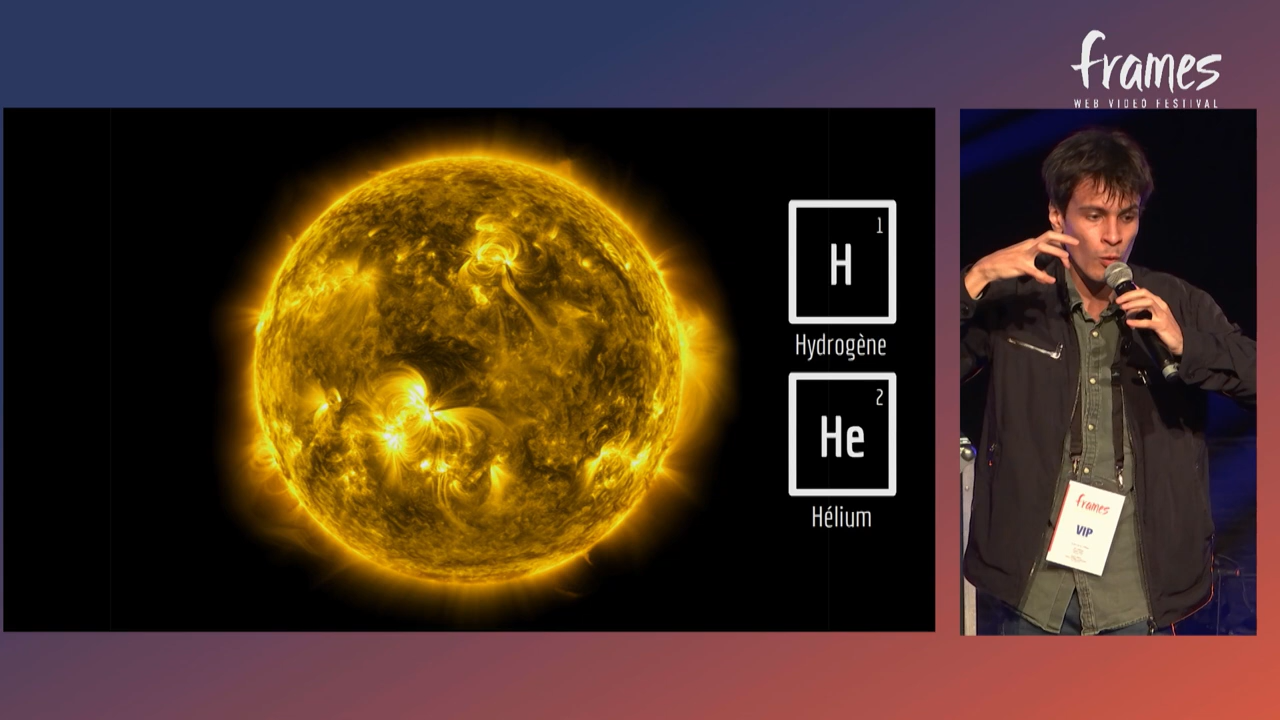 frames
WEB VIDEO FESTIVAL
1
H
Hydrogène
2
He
Hélium
frames
VIP